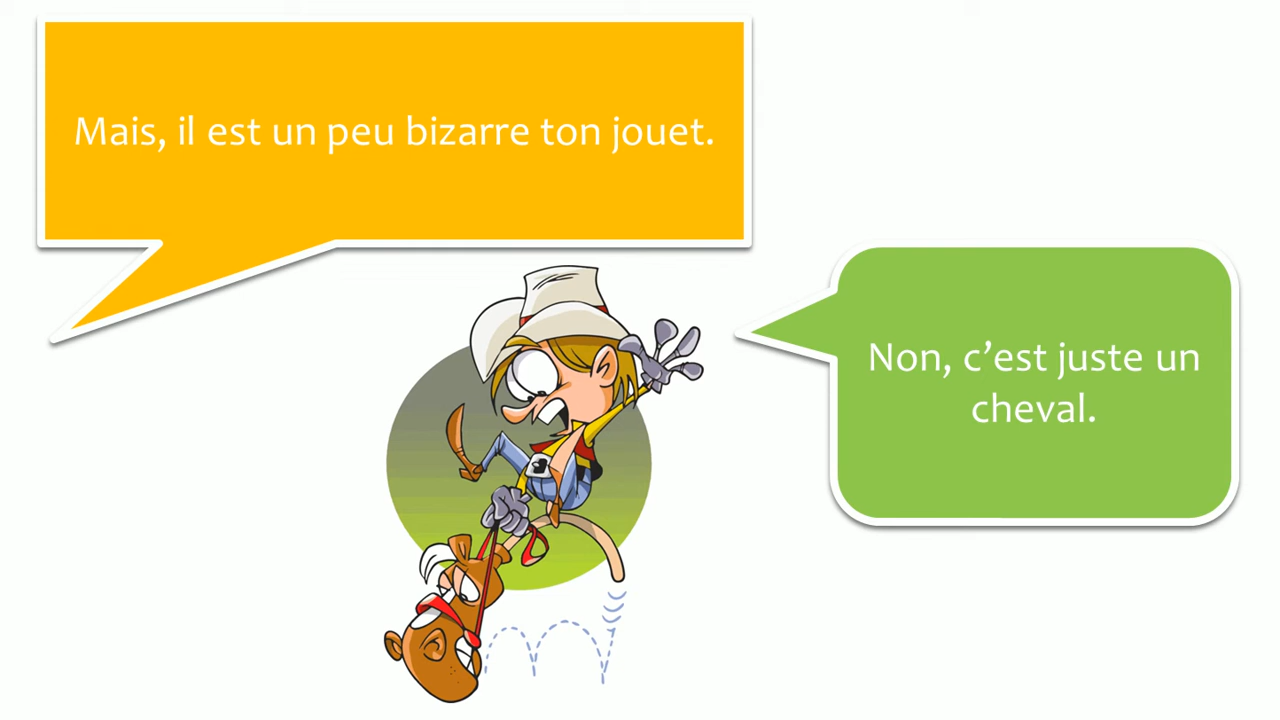 Mais, il est un peu bizarre ton jouet.
Non, c’est juste un
cheval.